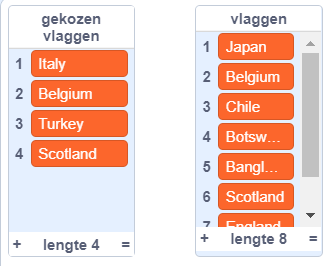 gekozen
vlaggen
1 Italy
2 Belgium
3 Turkey
4 Scotland
+ lengte 4 =
vlaggen
1 Japan
2 Belgium
3 Chile
4 Botsw...
5 Bangl...
6 Scotland
7 England
+ lengte 8 =